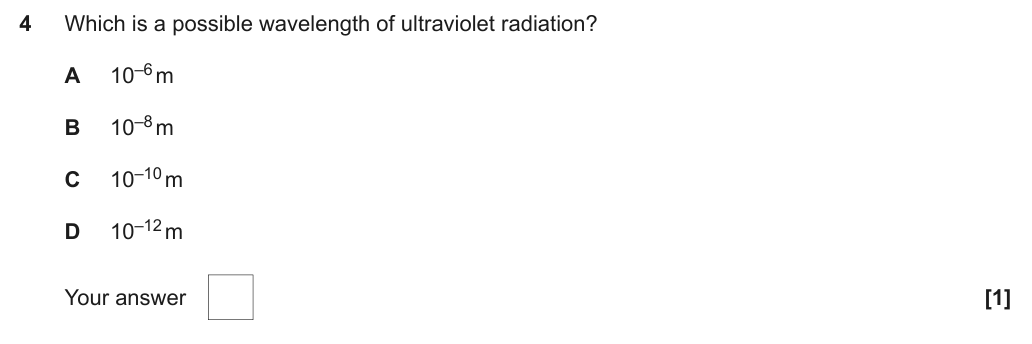 4 Which is a possible wavelength of ultraviolet radiation?
A 10⁻⁶ m
B 10⁻⁸ m
C 10⁻¹⁰ m
D 10⁻¹² m
Your answer [1]